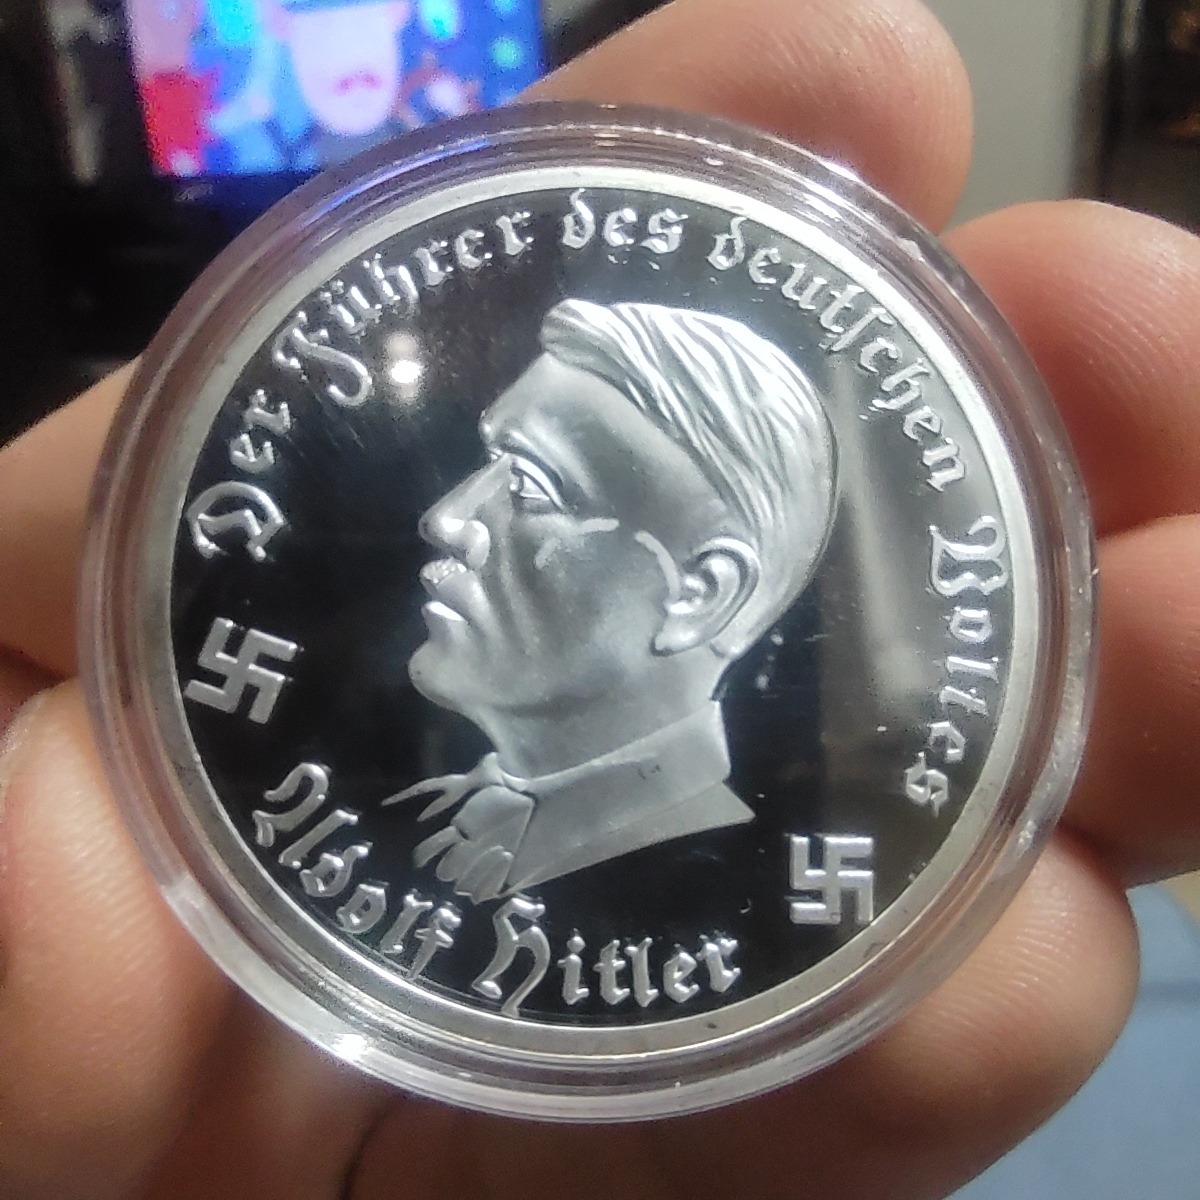 Der Führer des deutschen Volkes
Adolf Hitler